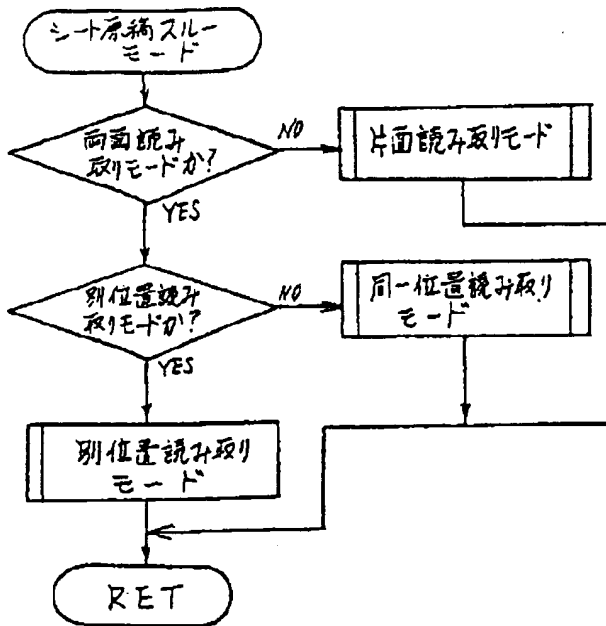 シート原稿スルー
モード
両面読み
取りモードか?
NO
片面読み取りモード
YES
別位置読み
取りモードか?
NO
同一位置読み取り
モード
YES
別位置読み取り
モード
RET